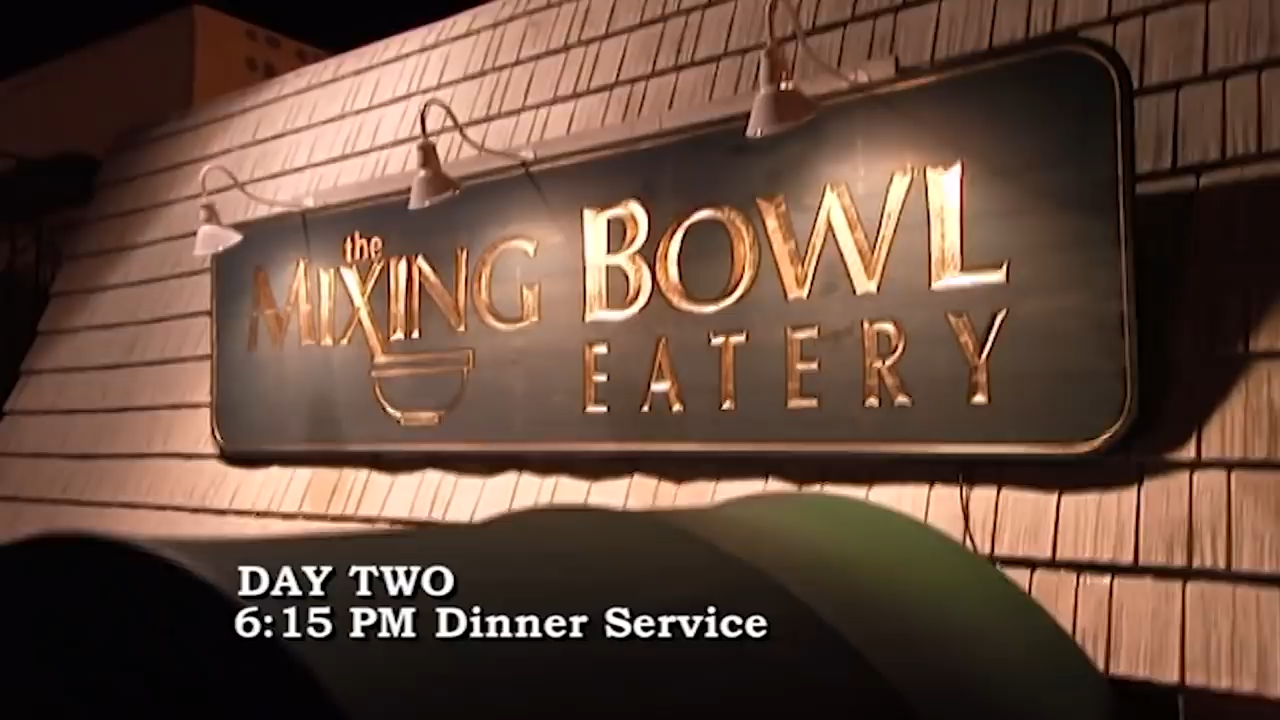 the
MIXING BOWL
EATERY
DAY TWO
6:15 PM Dinner Service